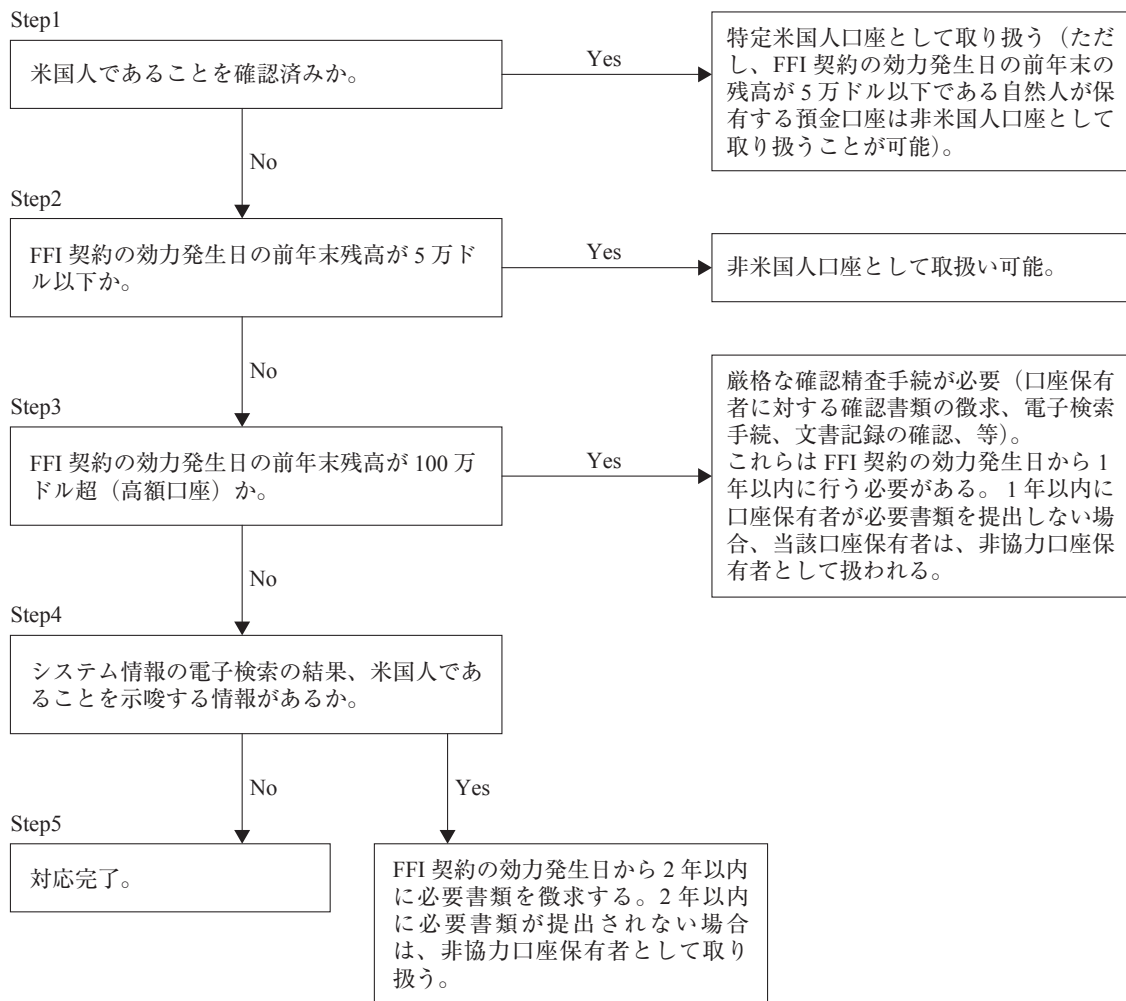 Step1
米国人であることを確認済みか。
Yes
特定米国人口座として取り扱う（ただ
し、FFI 契約の効力発生日の前年末の
残高が 5 万ドル以下である自然人が保
有する預金口座は非米国人口座として
取り扱うことが可能）。
No
Step2
FFI 契約の効力発生日の前年末残高が 5 万ド
ル以下か。
Yes
非米国人口座として取扱い可能。
No
Step3
FFI 契約の効力発生日の前年末残高が 100 万
ドル超（高額口座）か。
Yes
厳格な確認精査手続が必要（口座保有
者に対する確認書類の徴求、電子検索
手続、文書記録の確認、等）。
これらは FFI 契約の効力発生日から 1
年以内に行う必要がある。1 年以内に
口座保有者が必要書類を提出しない場
合、当該口座保有者は、非協力口座保
有者として扱われる。
No
Step4
システム情報の電子検索の結果、米国人であ
ることを示唆する情報があるか。
No
Yes
Step5
対応完了。
FFI 契約の効力発生日から 2 年以内
に必要書類を徴求する。2 年以内
に必要書類が提出されない場合
は、非協力口座保有者として取り
扱う。